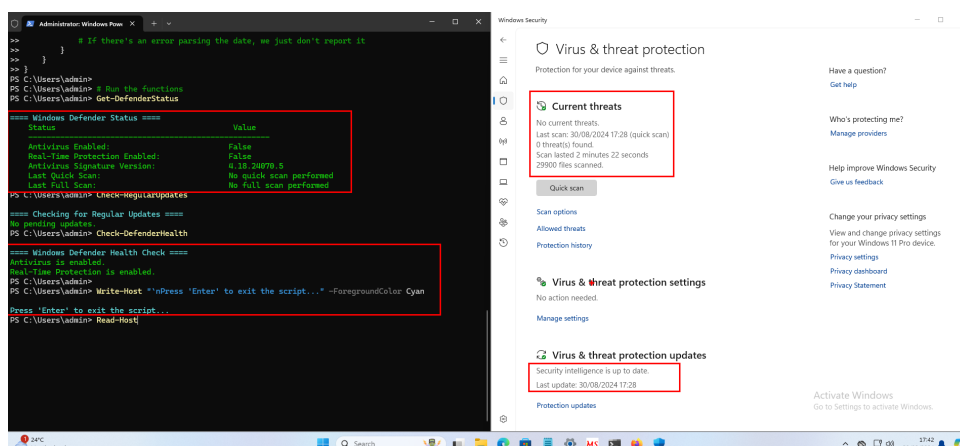 Administrator: Windows Powe
>> # If there's an error parsing the date, we just don't report it
>> }
>> }
>> }
PS C:\Users\admin>
PS C:\Users\admin> # Run the functions
PS C:\Users\admin> Get-DefenderStatus
==== Windows Defender Status ====
Status Value
Antivirus Enabled: False
Real-Time Protection Enabled: False
Antivirus Signature Version: 4.18.24070.5
Last Quick Scan: No quick scan performed
Last Full Scan: No full scan performed
PS C:\Users\admin> Check-RegularUpdates
==== Checking for Regular Updates ====
No pending updates.
PS C:\Users\admin> Check-DefenderHealth
==== Windows Defender Health Check ====
Antivirus is enabled.
Real-Time Protection is enabled.
PS C:\Users\admin>
PS C:\Users\admin> Write-Host "`nPress 'Enter' to exit the script..." -ForegroundColor Cyan
Press 'Enter' to exit the script...
PS C:\Users\admin> Read-Host
Windows Security
Virus & threat protection
Protection for your device against threats.
Current threats
No current threats.
Last scan: 30/08/2024 17:28 (quick scan)
0 threat(s) found.
Scan lasted 2 minutes 22 seconds
29900 files scanned.
Quick scan
Scan options
Allowed threats
Protection history
Virus & threat protection settings
No action needed.
Manage settings
Virus & threat protection updates
Security intelligence is up to date.
Last update: 30/08/2024 17:28
Protection updates
Have a question?
Get help
Who's protecting me?
Manage providers
Help improve Windows Security
Give us feedback
Change your privacy settings
View and change privacy settings
for your Windows 11 Pro device.
Privacy settings
Privacy dashboard
Privacy Statement
Activate Windows
Go to Settings to activate Windows.
24°C
Search
17:42